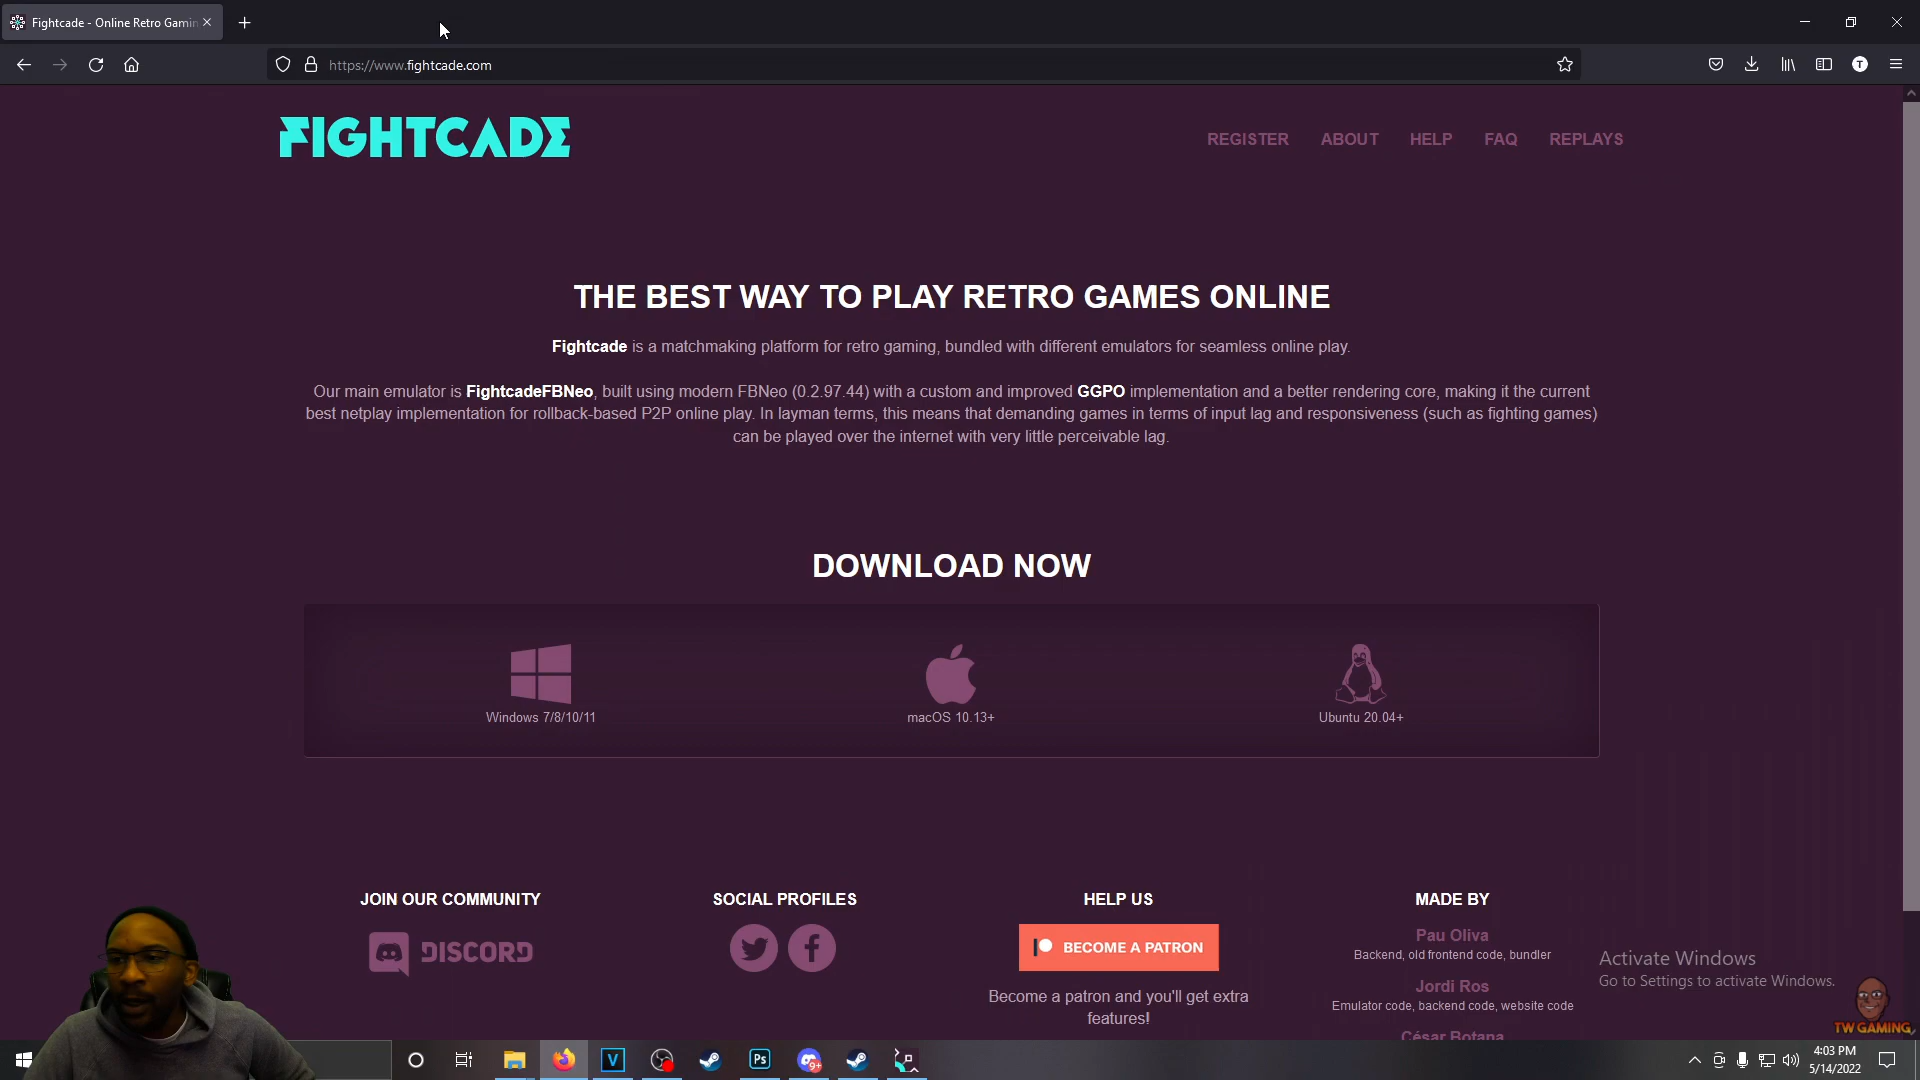 Fightcade - Online Retro Gamin
https://www.fightcade.com
T
FIGHTCADE
REGISTER ABOUT HELP FAQ REPLAYS
THE BEST WAY TO PLAY RETRO GAMES ONLINE
Fightcade is a matchmaking platform for retro gaming, bundled with different emulators for seamless online play.
Our main emulator is FightcadeFBNeo, built using modern FBNeo (0.2.97.44) with a custom and improved GGPO implementation and a better rendering core, making it the current
best netplay implementation for rollback-based P2P online play. In layman terms, this means that demanding games in terms of input lag and responsiveness (such as fighting games)
can be played over the internet with very little perceivable lag.
DOWNLOAD NOW
Windows 7/8/10/11 macOS 10.13+ Ubuntu 20.04+
JOIN OUR COMMUNITY SOCIAL PROFILES HELP US MADE BY
DISCORD
BECOME A PATRON
Become a patron and you'll get extra
features!
Pau Oliva
Backend, old frontend code, bundler
Jordi Ros
Emulator code, backend code, website code
César Botana
Activate Windows
Go to Settings to activate Windows.
TW GAMING
V
Ps
9+
4:03 PM
5/14/2022